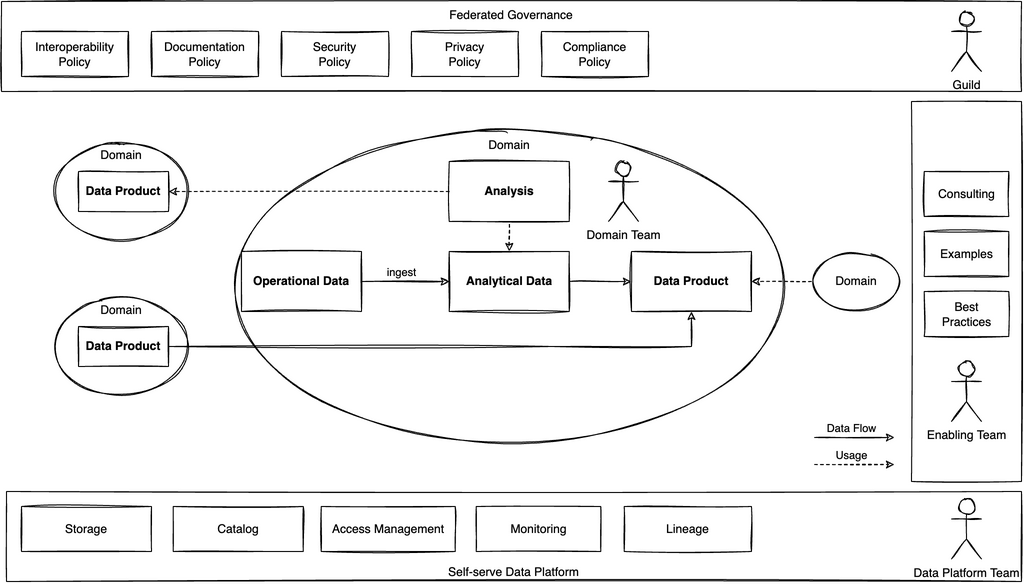 Federated Governance
Interoperability
Policy
Documentation
Policy
Security
Policy
Privacy
Policy
Compliance
Policy
Guild
Domain
Data Product
Domain
Analysis
Domain Team
Operational Data
ingest
Analytical Data
Data Product
Domain
Domain
Data Product
Consulting
Examples
Best
Practices
Enabling Team
Data Flow
Usage
Storage
Catalog
Access Management
Monitoring
Lineage
Self-serve Data Platform
Data Platform Team